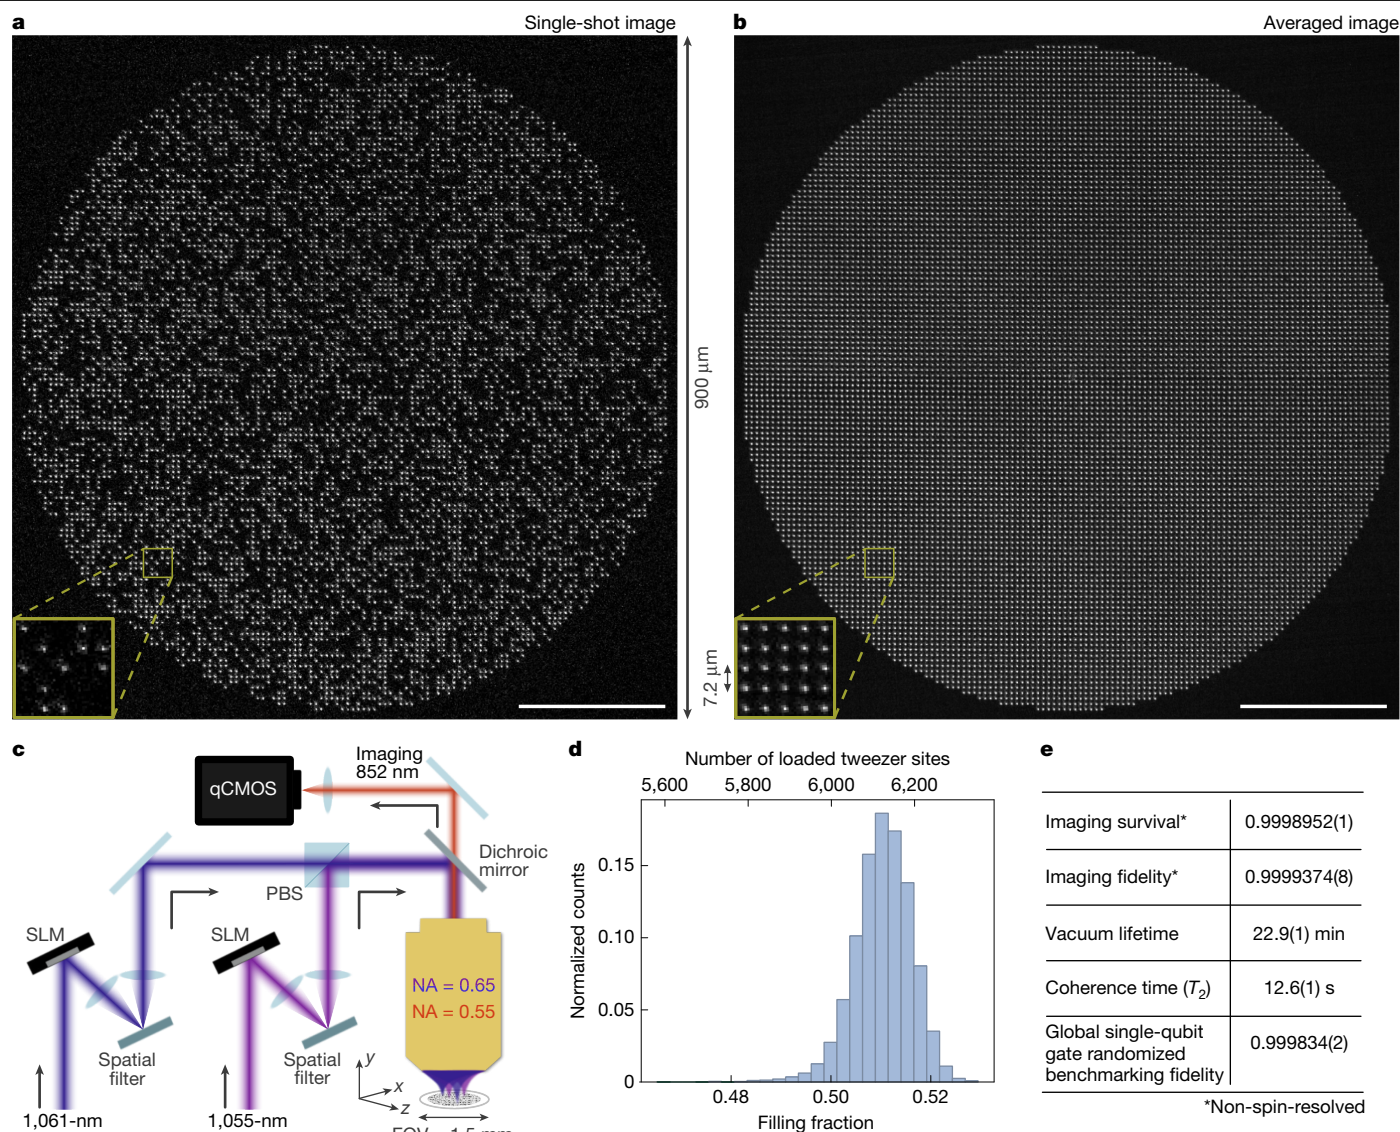 a
Single-shot image
b
Averaged image
900 µm
7.2 µm
c
Imaging
852 nm
qCMOS
Dichroic
mirror
PBS
SLM
SLM
NA = 0.65
NA = 0.55
Spatial
filter
Spatial
filter
y
x
z
1,061-nm
1,055-nm
d
Number of loaded tweezer sites
5,600 5,800 6,000 6,200
Normalized counts
0.15
0.10
0.05
0
0.48 0.50 0.52
Filling fraction
e
Imaging survival* 0.9998952(1)
Imaging fidelity* 0.9999374(8)
Vacuum lifetime 22.9(1) min
Coherence time (T2) 12.6(1) s
Global single-qubit
gate randomized 0.999834(2)
benchmarking fidelity
*Non-spin-resolved